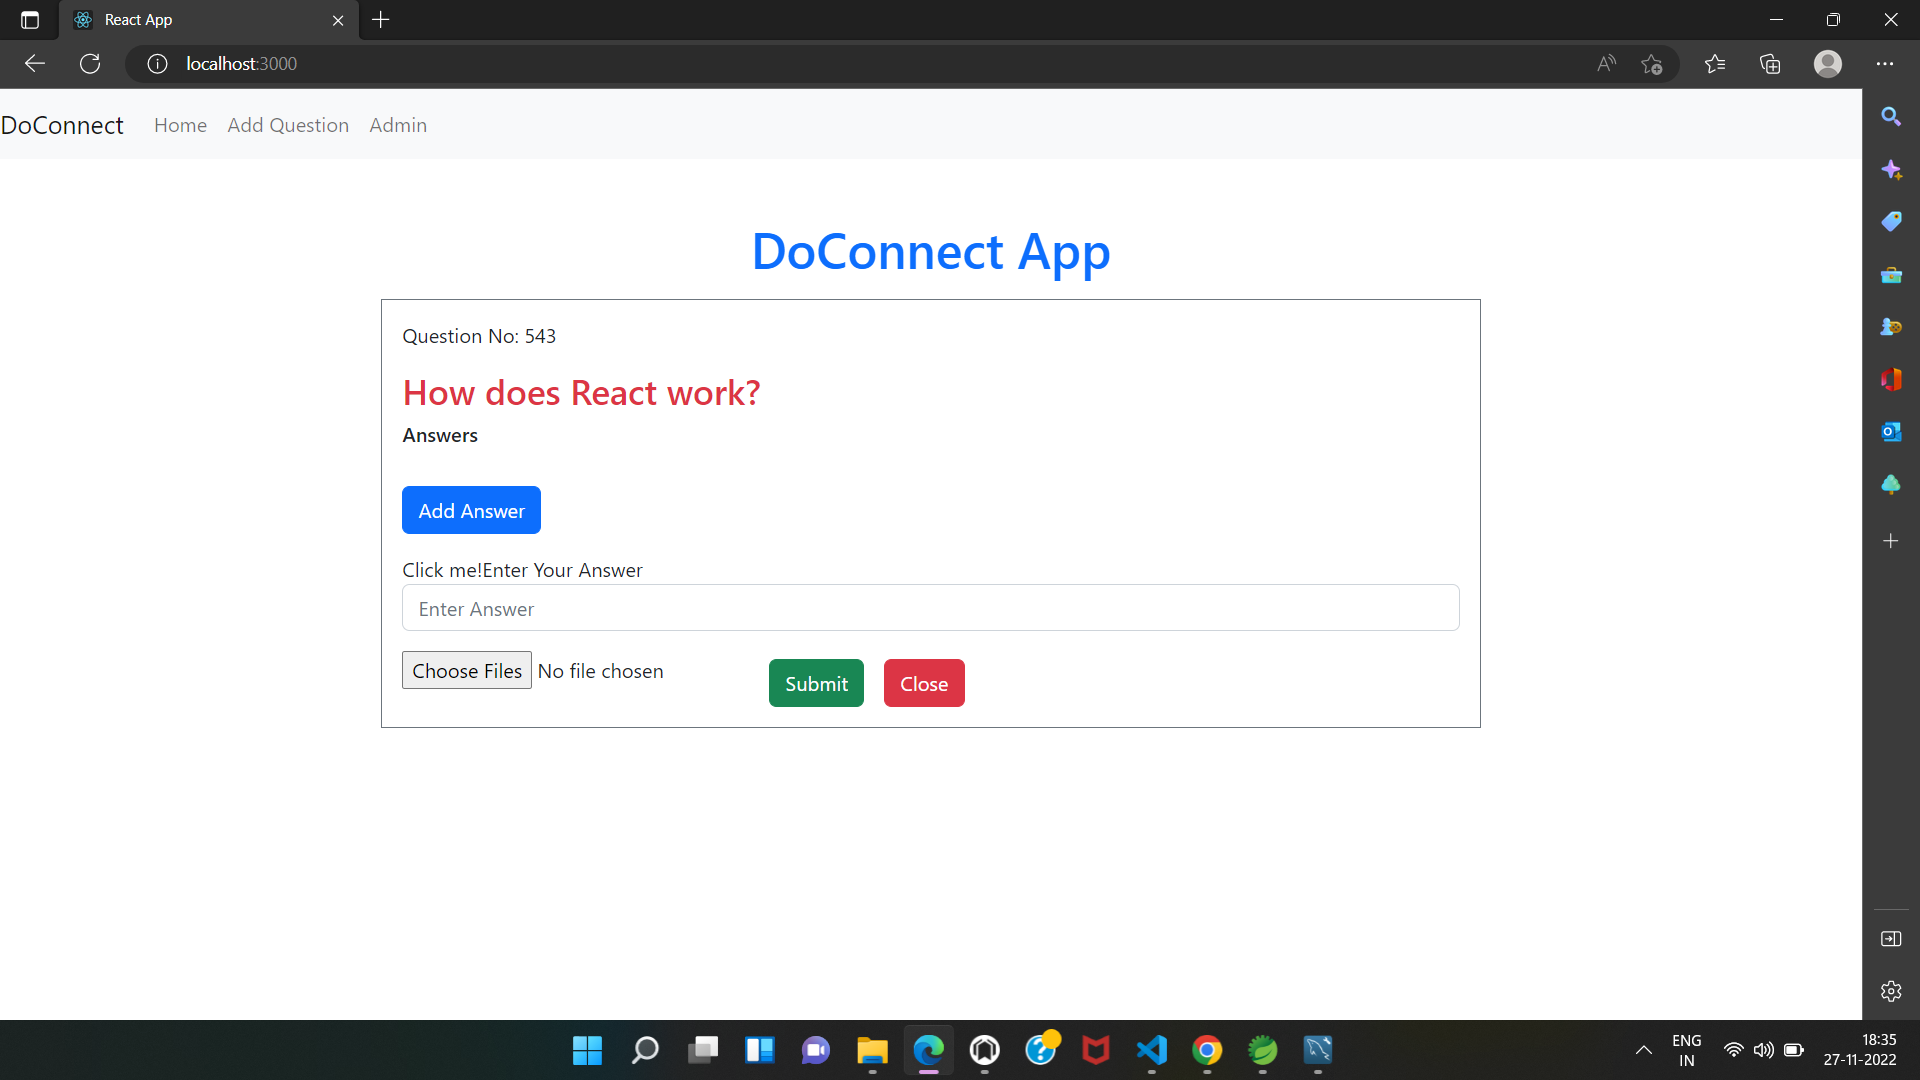 React App
localhost:3000
DoConnect Home Add Question Admin
DoConnect App
Question No: 543
How does React work?
Answers
Add Answer
Click me!Enter Your Answer
Enter Answer
Choose Files No file chosen
Submit Close
ENG
IN
18:35
27-11-2022